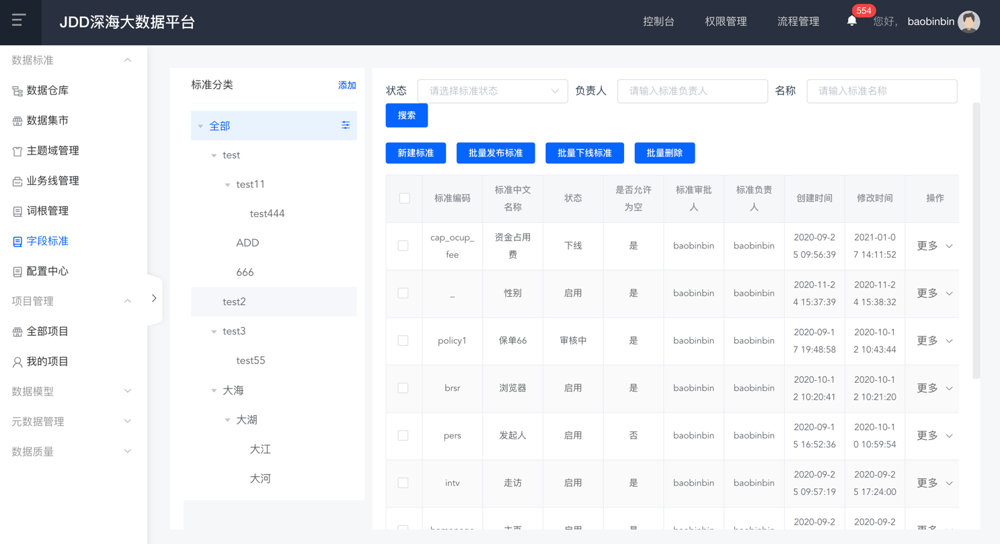 JDD深海大数据平台
控制台
权限管理
流程管理
554
您好，
baobinbin
数据标准
数据仓库
数据集市
主题域管理
业务线管理
词根管理
字段标准
配置中心
项目管理
全部项目
我的项目
数据模型
元数据管理
数据质量
标准分类
添加
全部
test
test11
test444
ADD
666
test2
test3
test55
大海
大湖
大江
大河
状态 请选择标准状态 负责人 请输入标准负责人 名称 请输入标准名称
搜索
新建标准 批量发布标准 批量下线标准 批量删除
标准编码 标准中文名称 状态 是否允许为空 标准审批人 标准负责人 创建时间 修改时间 操作
cap_ocup_fee 资金占用费 下线 是 baobinbin baobinbin 2020-09-25 09:56:39 2021-01-07 14:11:52 更多
_ 性别 启用 是 baobinbin baobinbin 2020-11-24 15:37:39 2020-11-24 15:38:32 更多
policy1 保单66 审核中 是 baobinbin baobinbin 2020-09-17 19:48:58 2020-10-12 10:43:44 更多
brsr 浏览器 启用 是 baobinbin baobinbin 2020-10-12 10:20:41 2020-10-12 10:21:20 更多
pers 发起人 启用 否 baobinbin baobinbin 2020-09-15 16:52:36 2020-10-10 10:59:54 更多
intv 走访 启用 是 baobinbin baobinbin 2020-09-25 09:57:19 2020-09-25 17:24:00 更多
2020-09-2 2020-09-2